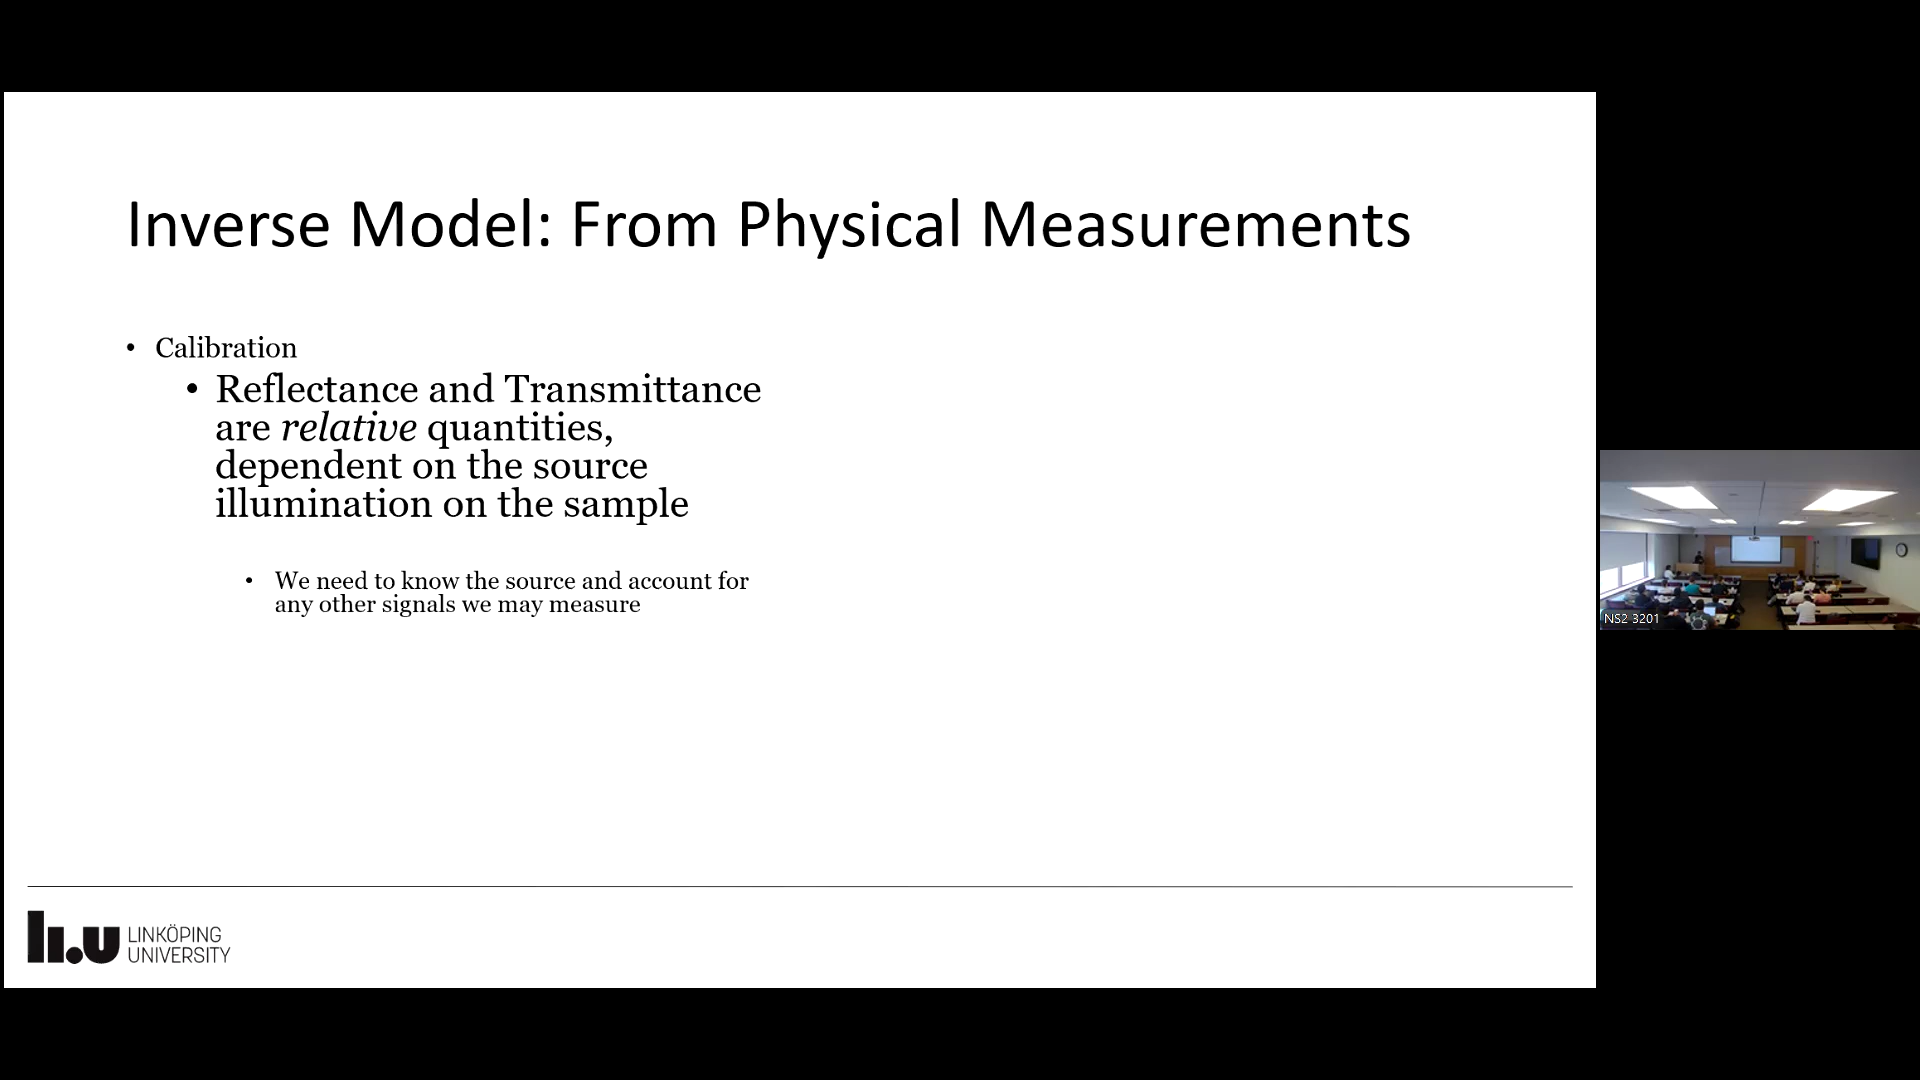 Inverse Model: From Physical Measurements
• Calibration
• Reflectance and Transmittance
are relative quantities,
dependent on the source
illumination on the sample
• We need to know the source and account for
any other signals we may measure
NS2 3201
li.u LINKÖPING
UNIVERSITY